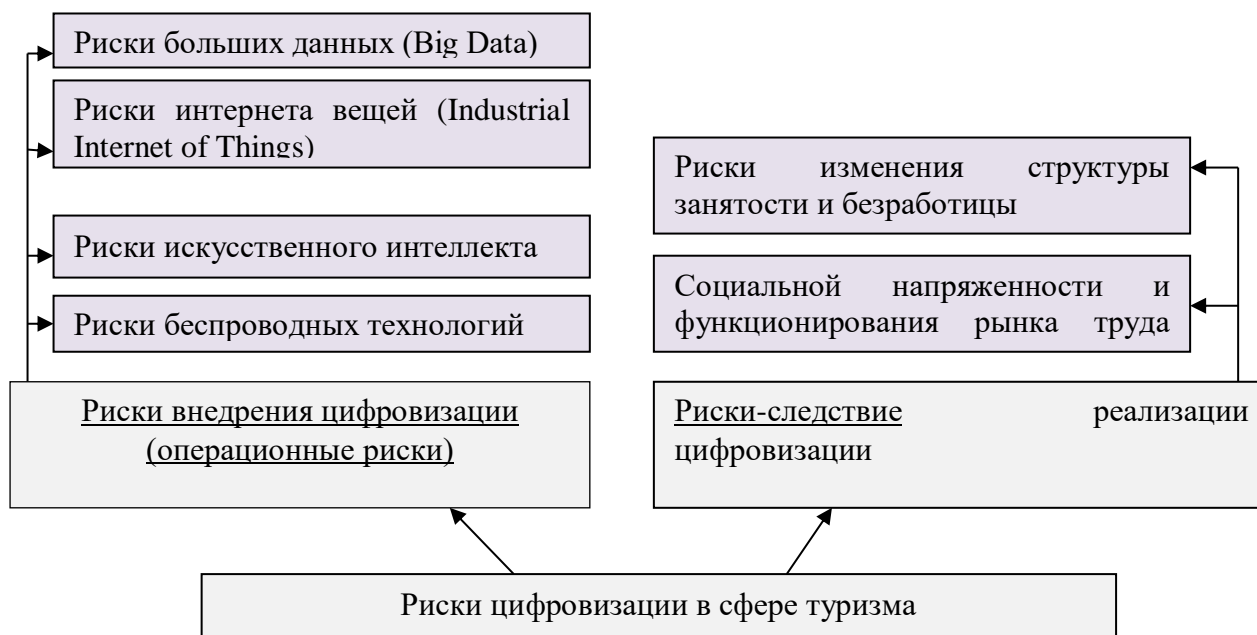 Риски больших данных (Big Data)
Риски интернета вещей (Industrial
Internet of Things)
Риски искусственного интеллекта
Риски беспроводных технологий
Риски внедрения цифровизации
(операционные риски)
Риски изменения структуры
занятости и безработицы
Социальной напряженности и
функционирования рынка труда
Риски-следствие реализации
цифровизации
Риски цифровизации в сфере туризма